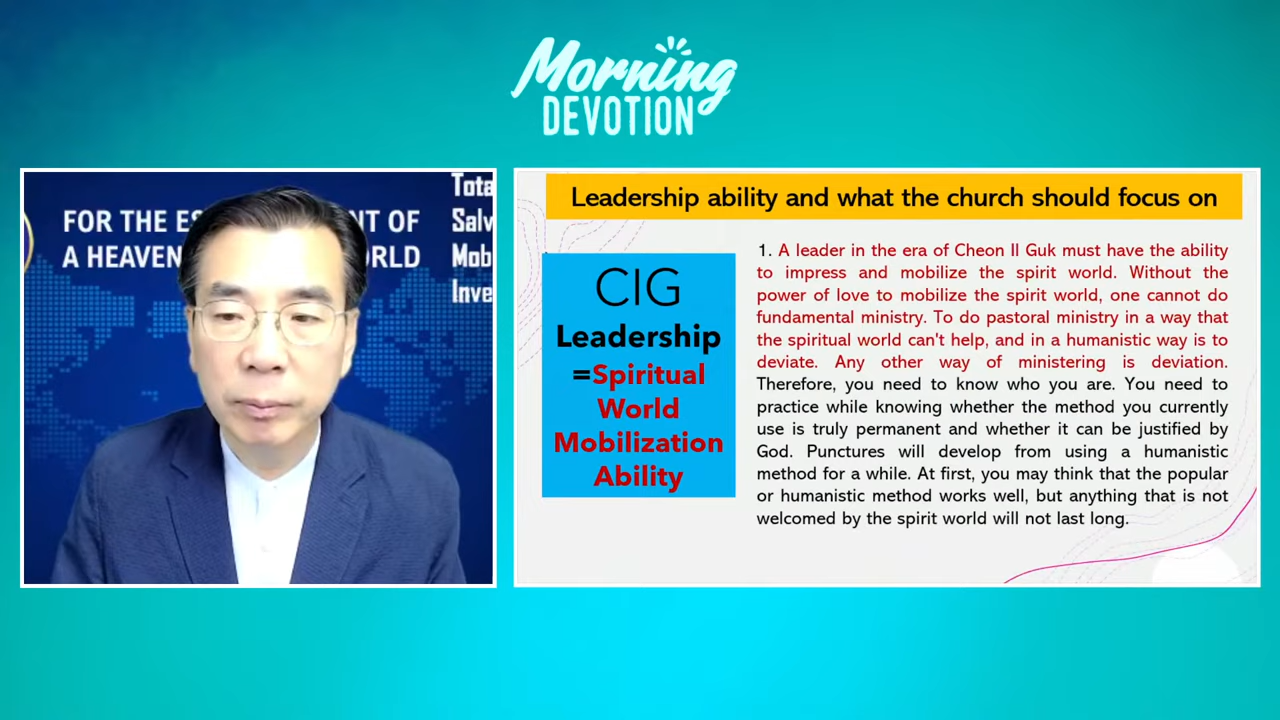 Morning
DEVOTION
FOR THE ES NT OF
A HEAVEN RLD
Tota
Salv
Mob
Inve
Leadership ability and what the church should focus on
CIG
Leadership
=Spiritual
World
Mobilization
Ability
1. A leader in the era of Cheon Il Guk must have the ability
to impress and mobilize the spirit world. Without the
power of love to mobilize the spirit world, one cannot do
fundamental ministry. To do pastoral ministry in a way that
the spiritual world can't help, and in a humanistic way is to
deviate. Any other way of ministering is deviation.
Therefore, you need to know who you are. You need to
practice while knowing whether the method you currently
use is truly permanent and whether it can be justified by
God. Punctures will develop from using a humanistic
method for a while. At first, you may think that the popular
or humanistic method works well, but anything that is not
welcomed by the spirit world will not last long.